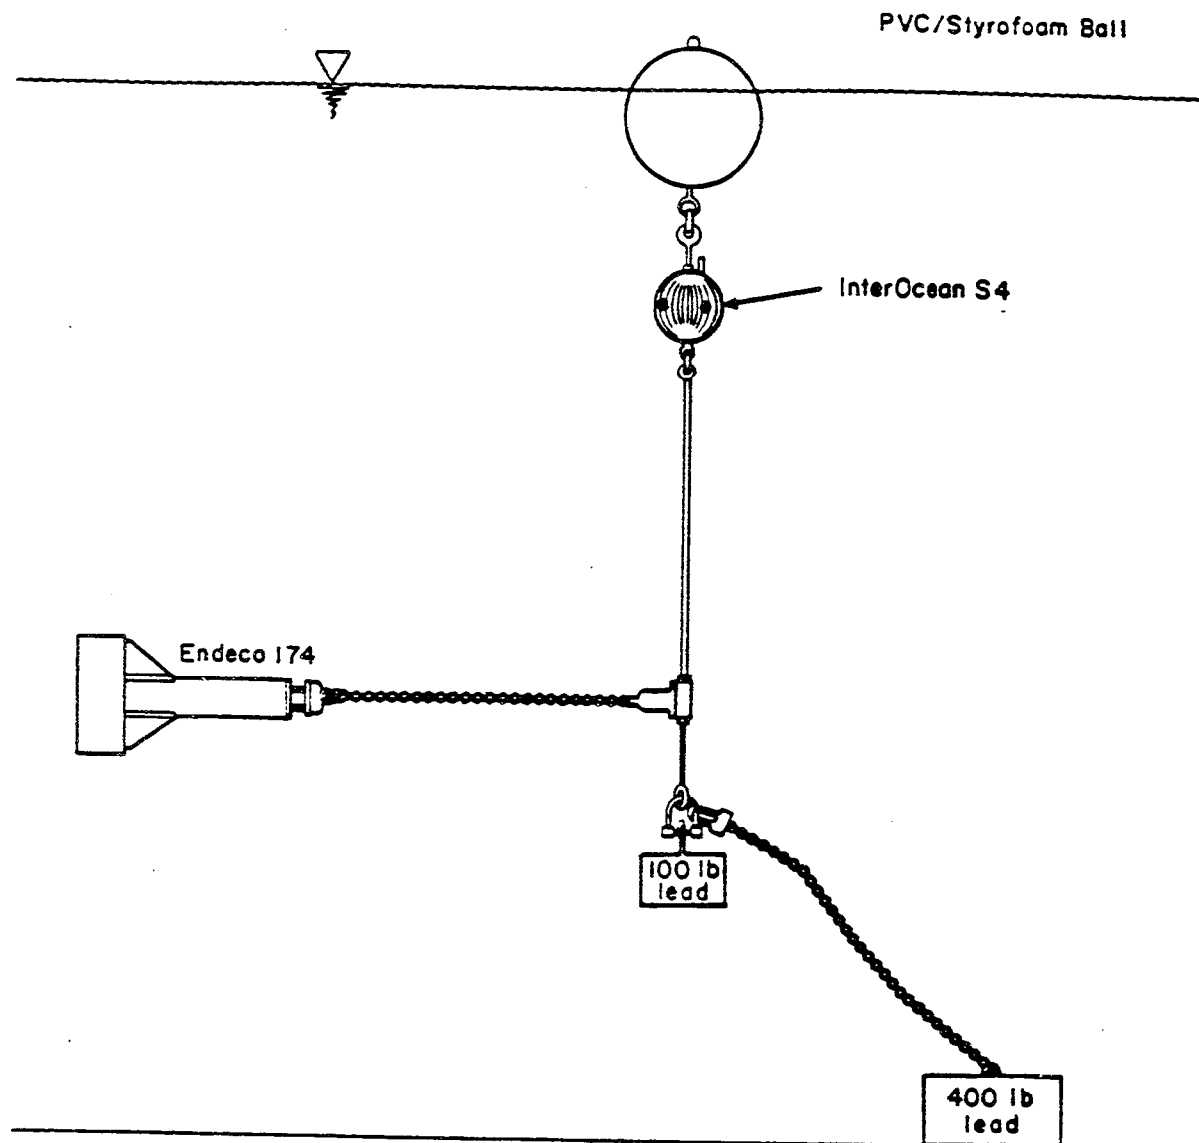 PVC/Styrofoam Ball
InterOcean S4
Endeco 174
100 lb
lead
400 lb
lead